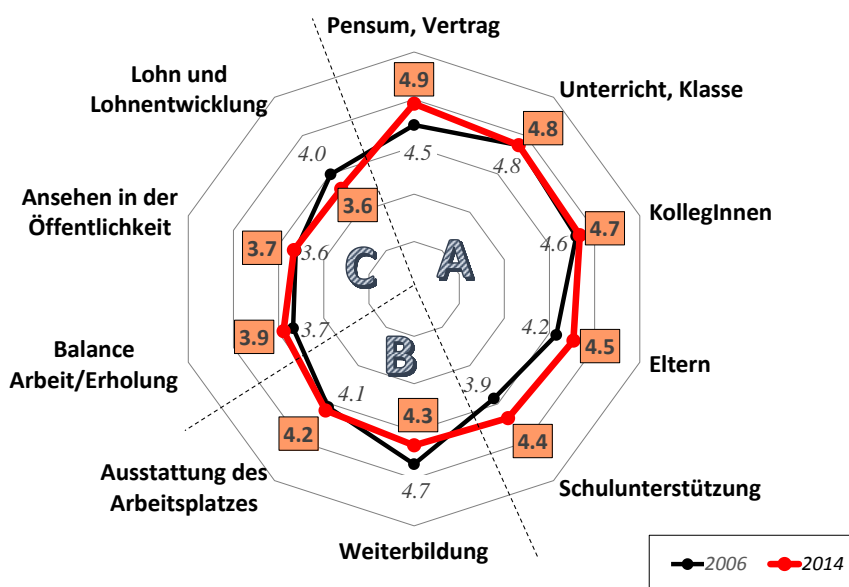 Pensum, Vertrag
Lohn und
Lohnentwicklung
4.9
Unterricht, Klasse
4.8
4.0
4.5
4.8
Ansehen in der
Öffentlichkeit
KollegInnen
3.6
4.7
3.7
3.6
4.6
C
A
4.2
3.9
3.7
4.5
Balance
Arbeit/Erholung
B
Eltern
4.1
3.9
4.2
4.3
4.4
Ausstattung des
Arbeitsplatzes
4.7
Schulunterstützung
Weiterbildung
2006
2014